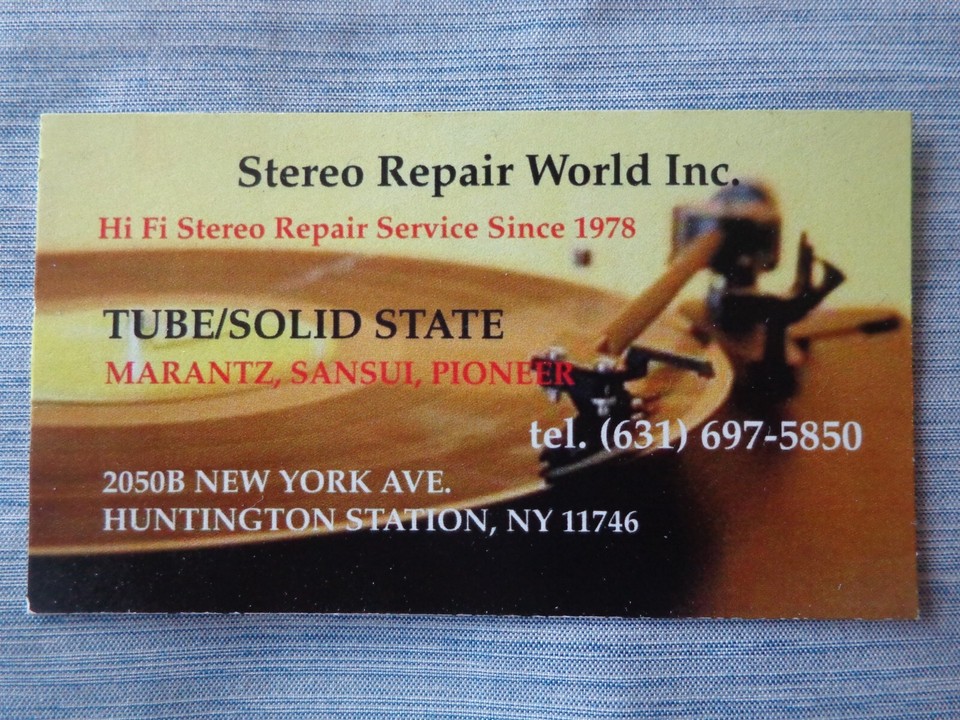 Stereo Repair World Inc.
Hi Fi Stereo Repair Service Since 1978
TUBE/SOLID STATE
MARANTZ, SANSUI, PIONEER
tel. (631) 697-5850
2050B NEW YORK AVE.
HUNTINGTON STATION, NY 11746